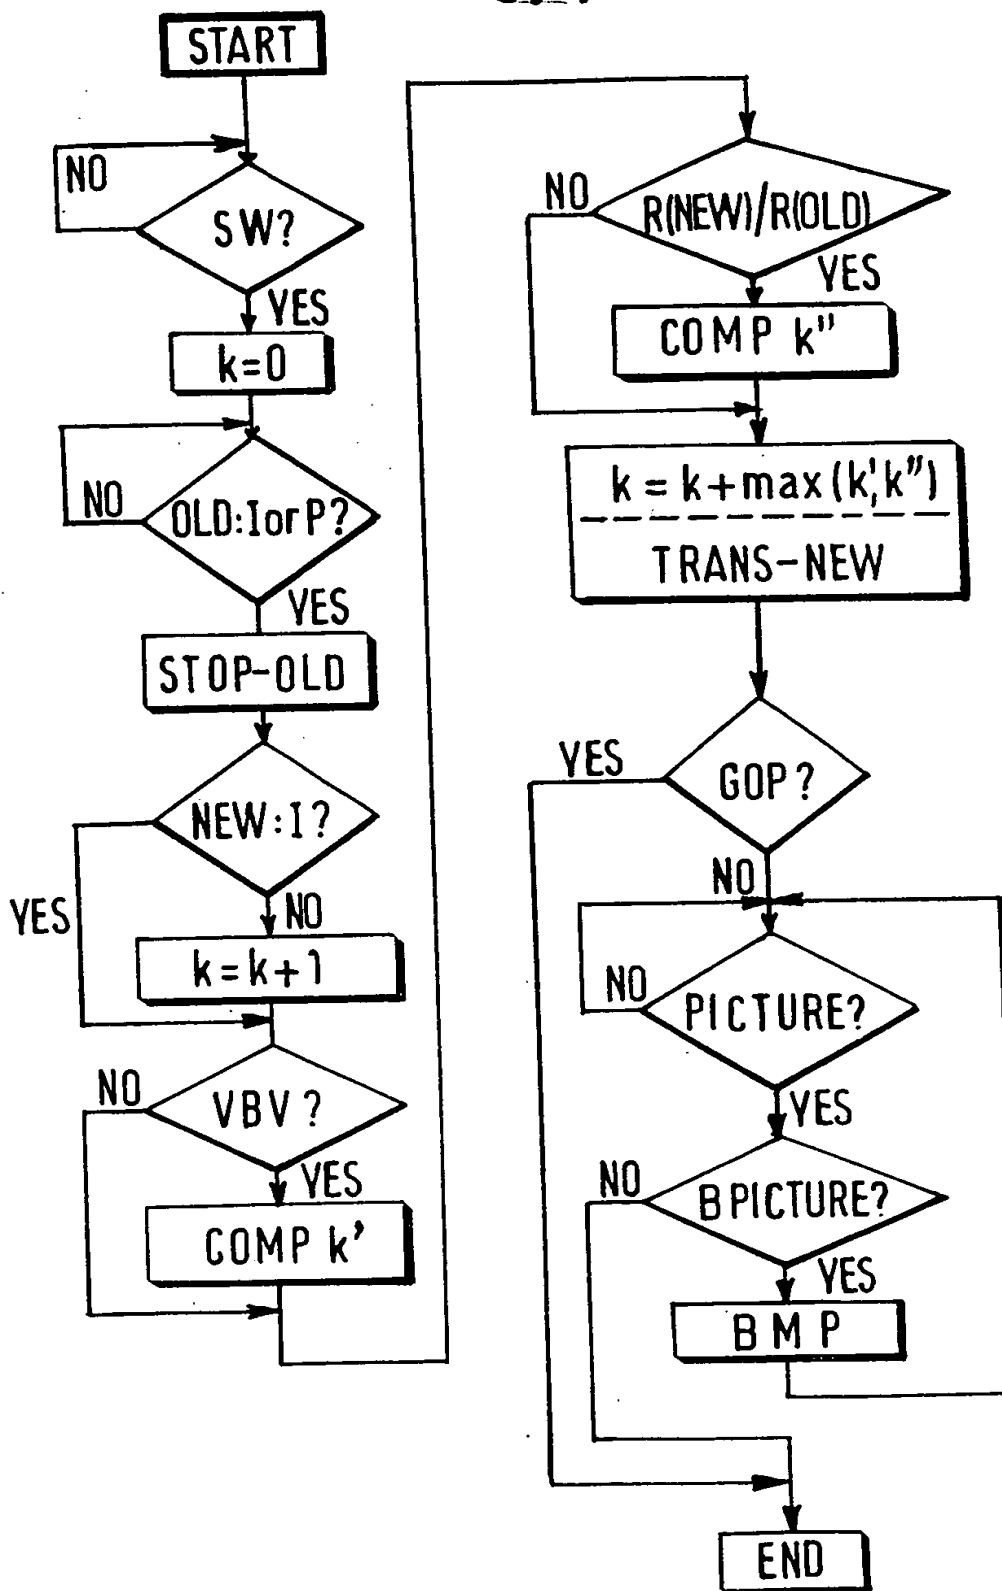 START
NO
SW?
YES
k=0
NO
OLD:I or P?
YES
STOP-OLD
NEW:I?
YES
NO
k=k+1
NO
VBV?
YES
COMP k'
NO
R(NEW)/R(OLD)
YES
COMP k"
k=k+max(k',k")
TRANS-NEW
YES
GOP?
NO
NO
PICTURE?
YES
NO
B PICTURE?
YES
BMP
END